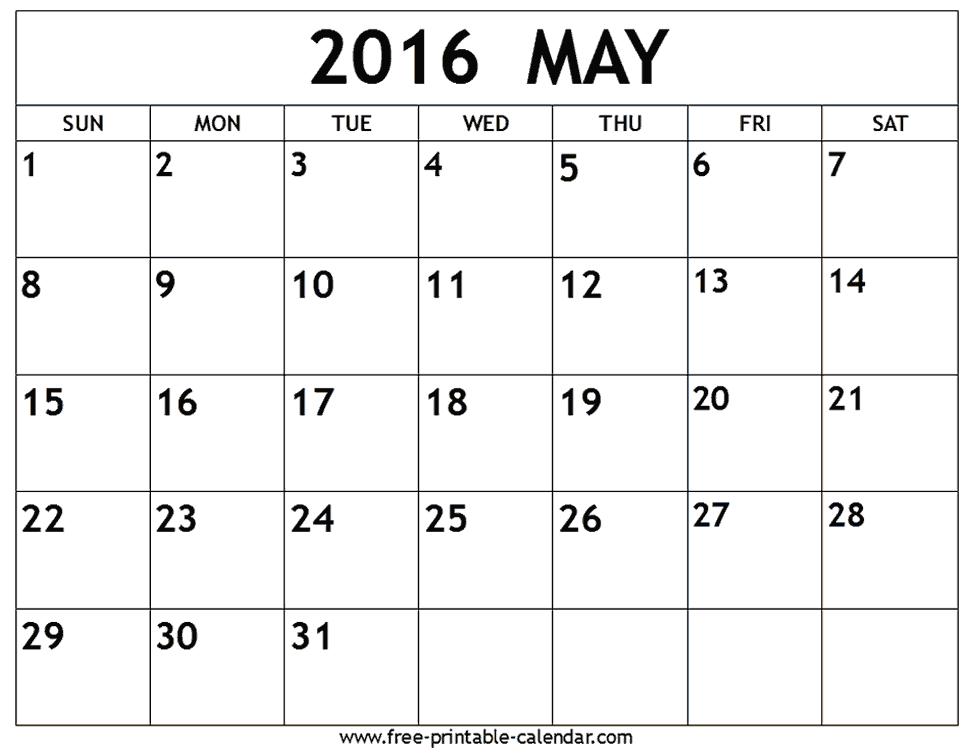 2016 MAY
SUN MON TUE WED THU FRI SAT
1 2 3 4 5 6 7
8 9 10 11 12 13 14
15 16 17 18 19 20 21
22 23 24 25 26 27 28
29 30 31
www.free-printable-calendar.com